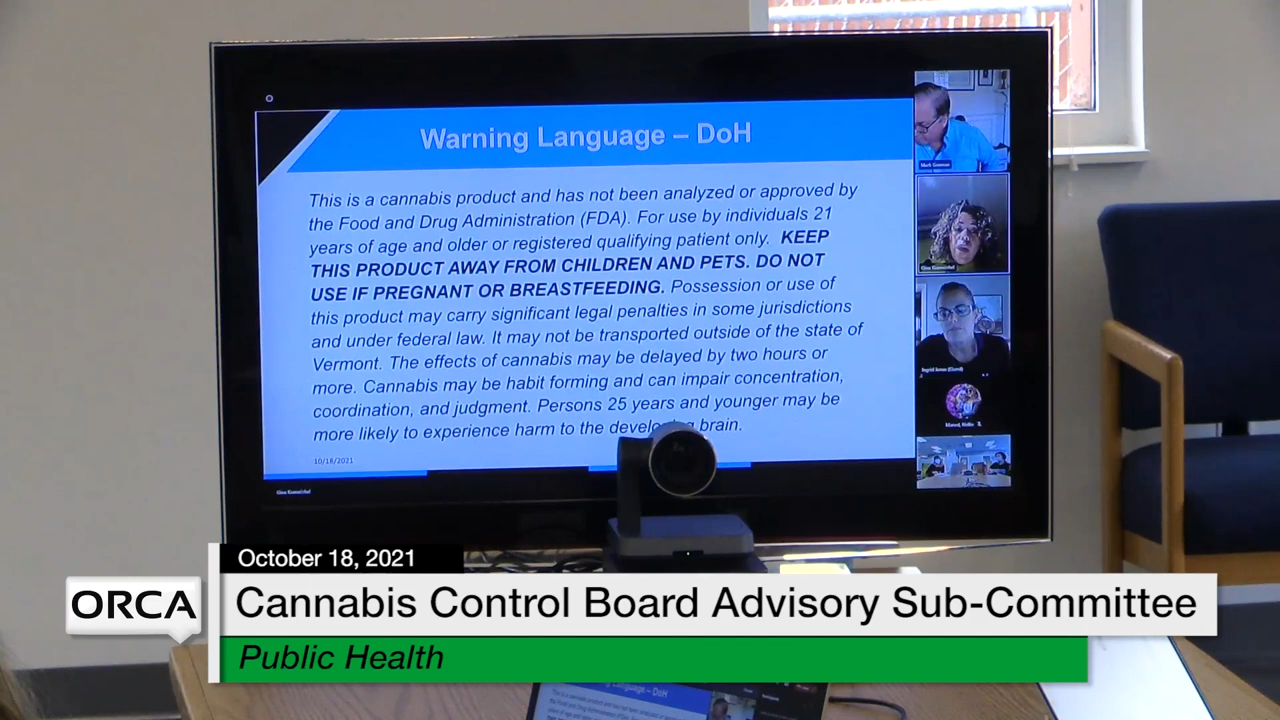 Warning Language – DoH
This is a cannabis product and has not been analyzed or approved by
the Food and Drug Administration (FDA). For use by individuals 21
years of age and older or registered qualifying patient only. KEEP
THIS PRODUCT AWAY FROM CHILDREN AND PETS. DO NOT
USE IF PREGNANT OR BREASTFEEDING. Possession or use of
this product may carry significant legal penalties in some jurisdictions
and under federal law. It may not be transported outside of the state of
Vermont. The effects of cannabis may be delayed by two hours or
more. Cannabis may be habit forming and can impair concentration,
coordination, and judgment. Persons 25 years and younger may be
more likely to experience harm to the brain.
10/18/2021
October 18, 2021
ORCA
Cannabis Control Board Advisory Sub-Committee
Public Health